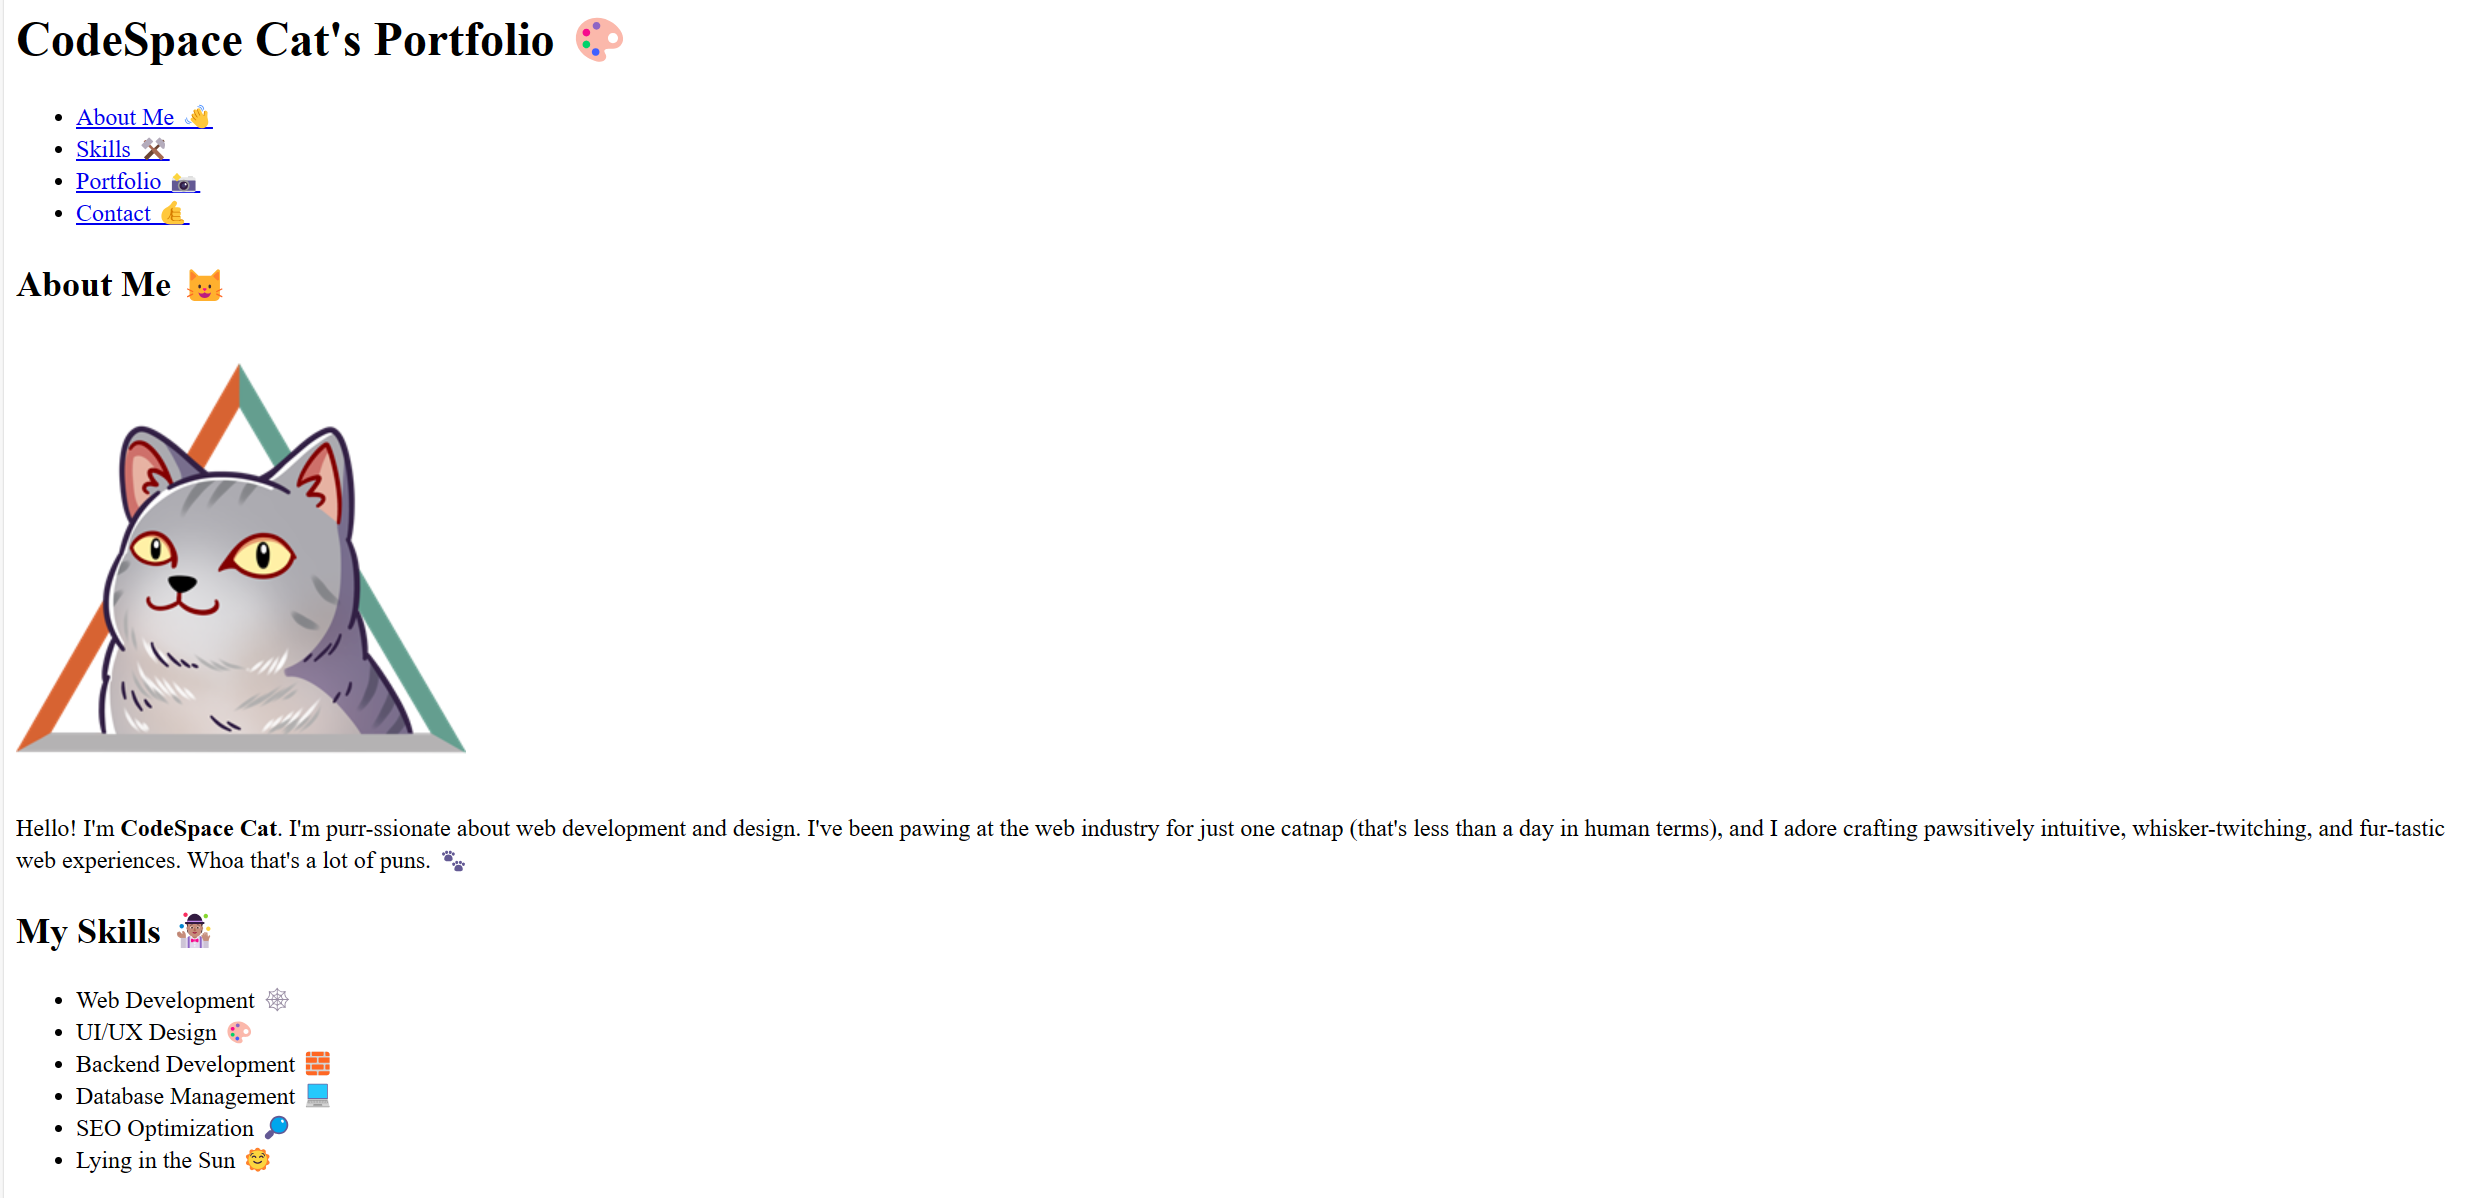 CodeSpace Cat's Portfolio 🎨
About Me 👋
Skills ⚒️
Portfolio 📸
Contact 🤙
About Me 😺
Hello! I'm CodeSpace Cat. I'm purr-ssionate about web development and design. I've been pawing at the web industry for just one catnap (that's less than a day in human terms), and I adore crafting pawsitively intuitive, whisker-twitching, and fur-tastic
web experiences. Whoa that's a lot of puns. 🐾
My Skills 🤹🏽
Web Development 🕸️
UI/UX Design 🎨
Backend Development 🧱
Database Management 💻
SEO Optimization 🔎
Lying in the Sun 🌞